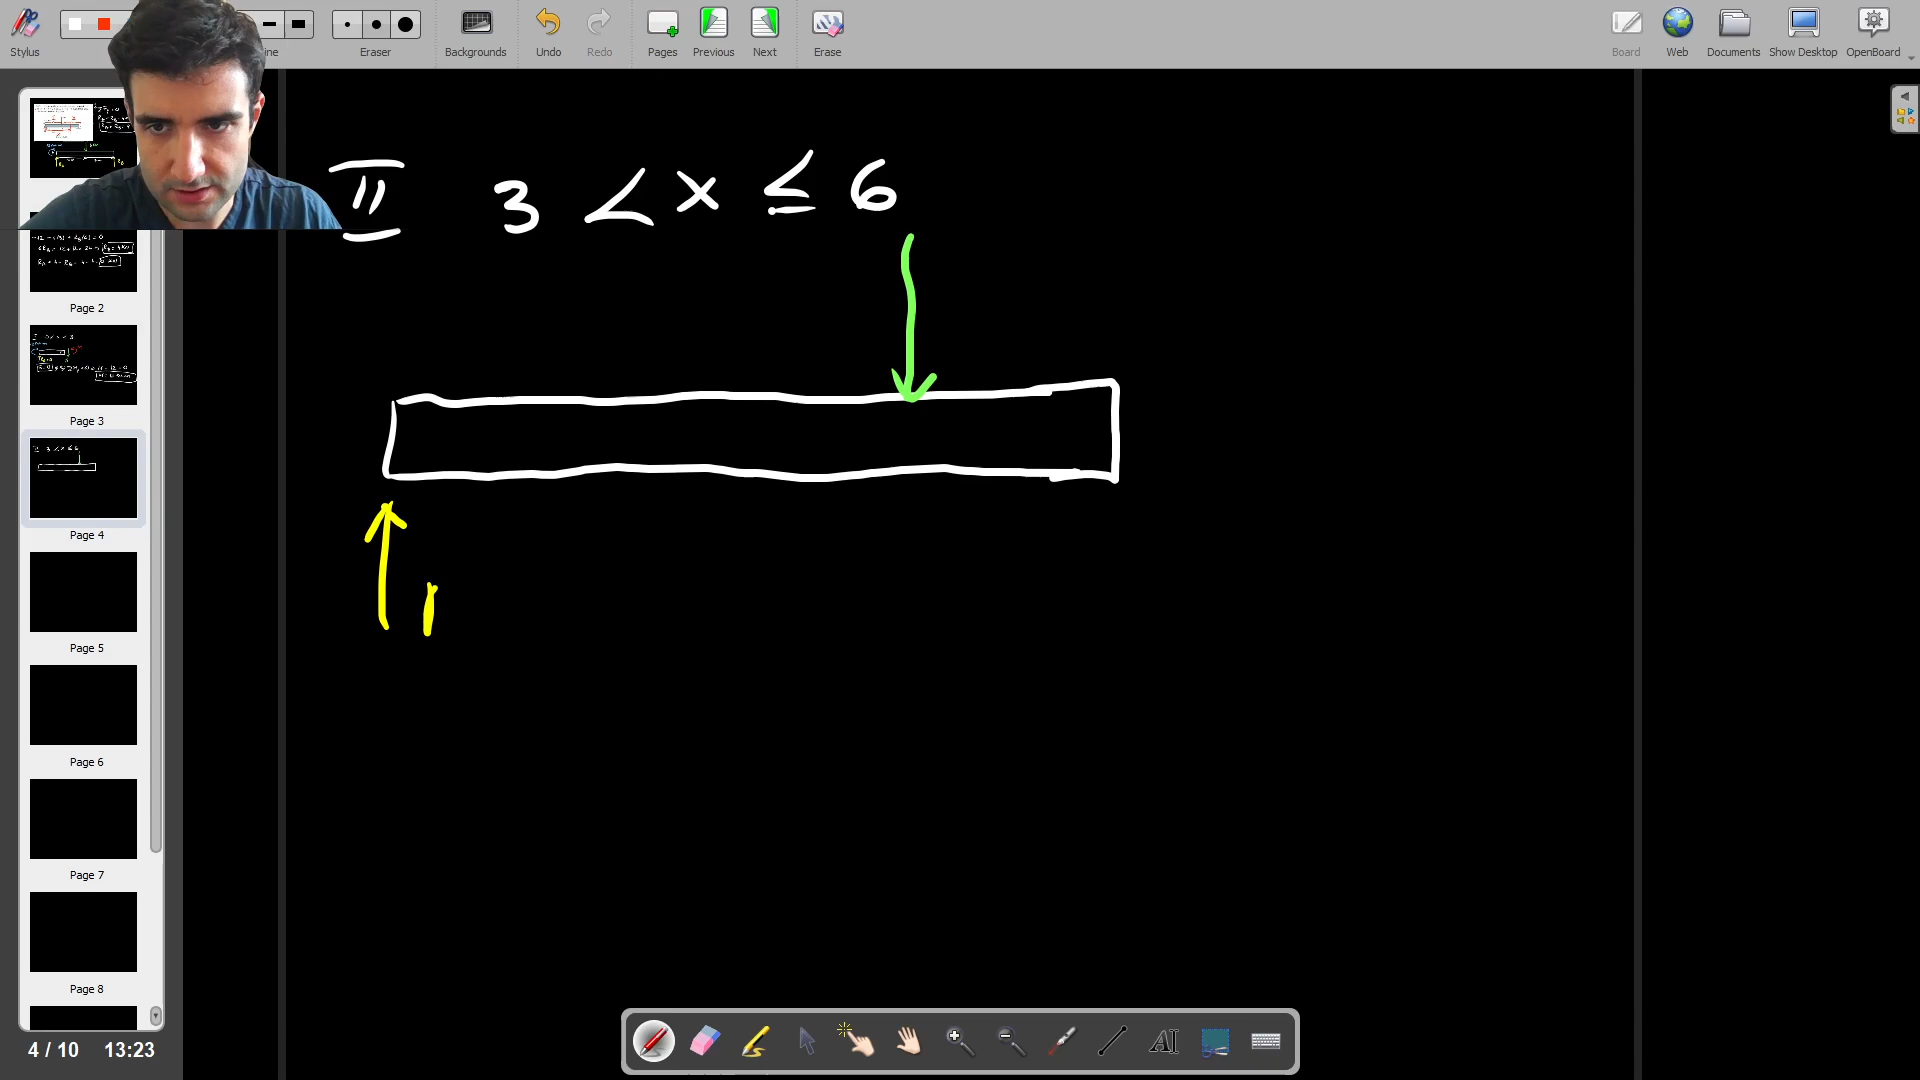 Stylus
Eraser
Backgrounds
Undo
Redo
Pages
Previous
Next
Erase
Board
Web
Documents
Show Desktop
OpenBoard
II 3 < x ≤ 6
Page 2
Page 3
Page 4
Page 5
Page 6
Page 7
Page 8
4 / 10 13:23